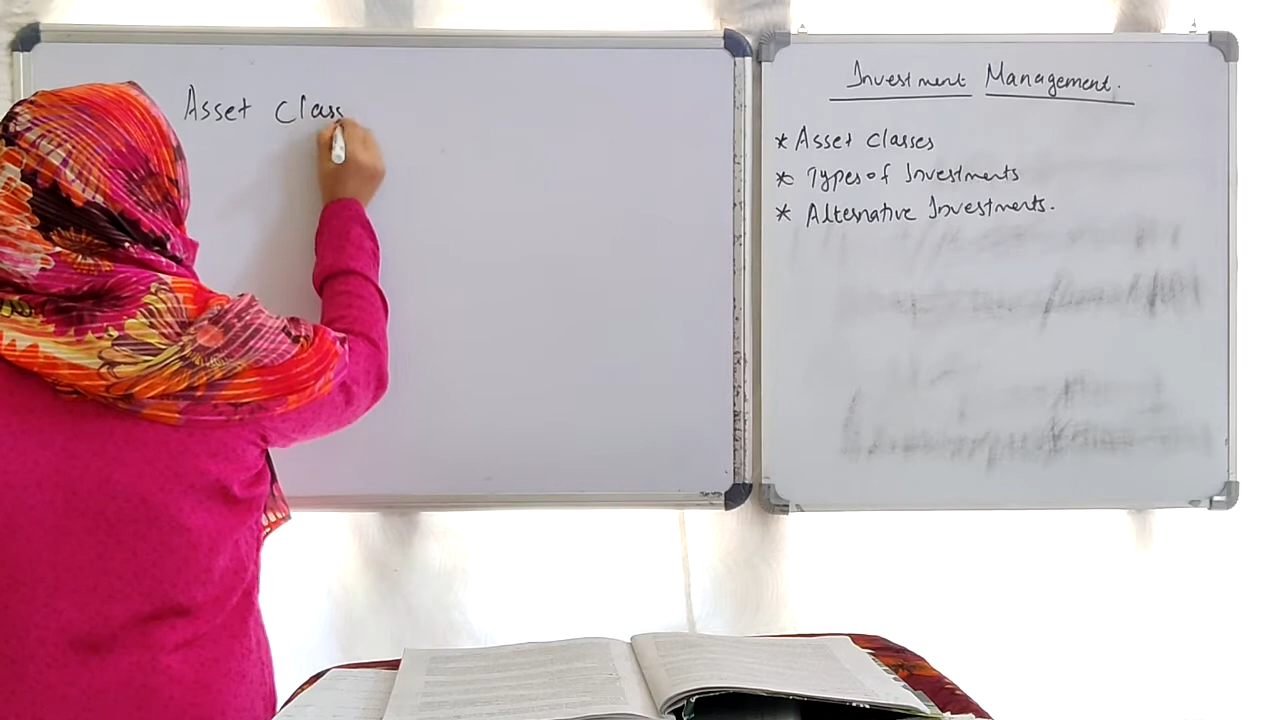 Asset Class
Investment Management.
* Asset classes
* Types of Investments
* Alternative Investments.